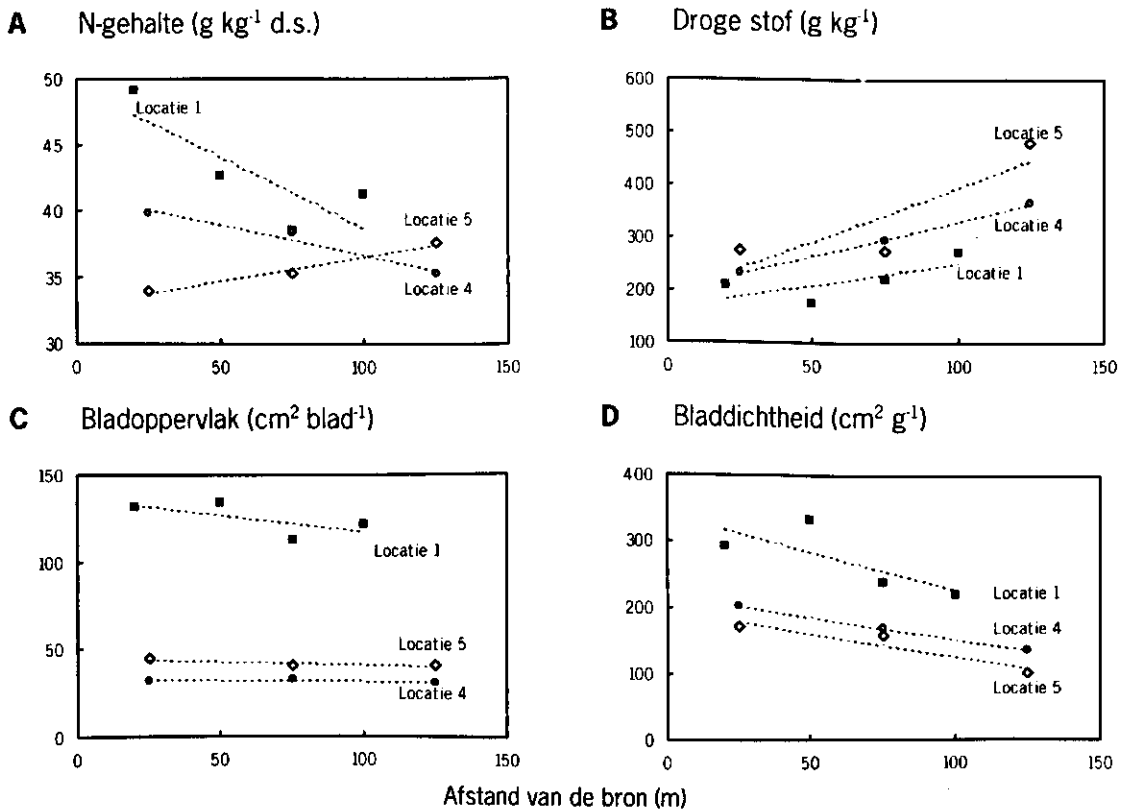 A N-gehalte (g kg⁻¹ d.s.)
50
45
40
35
30
0
50
100
150
Locatie 1
Locatie 5
Locatie 4
B Droge stof (g kg⁻¹)
600
500
400
300
200
100
0
50
100
150
Locatie 5
Locatie 4
Locatie 1
C Bladoppervlak (cm² blad⁻¹)
150
100
50
0
0
50
100
150
Locatie 1
Locatie 5
Locatie 4
D Bladdichtheid (cm² g⁻¹)
400
300
200
100
0
0
50
100
150
Locatie 1
Locatie 4
Locatie 5
Afstand van de bron (m)